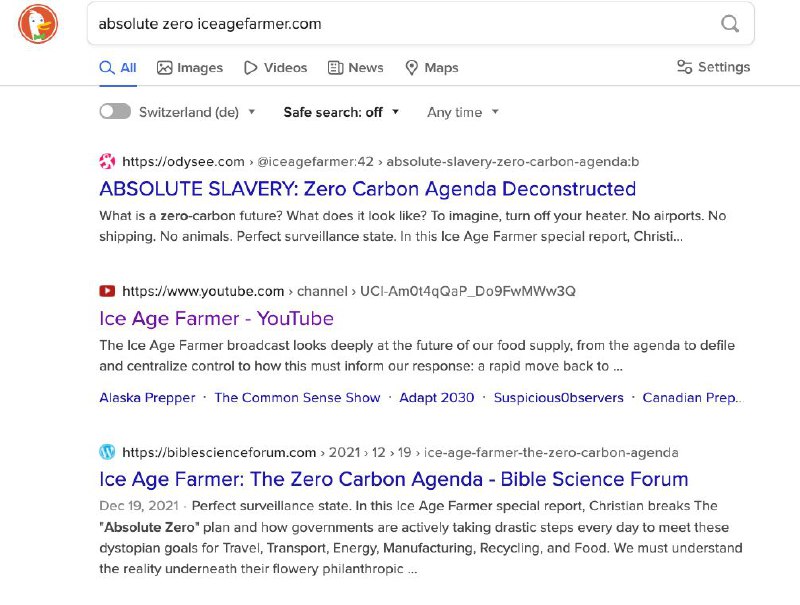 absolute zero iceagefarmer.com
All Images Videos News Maps Settings
Switzerland (de) Safe search: off Any time
https://odysee.com › @iceagefarmer:42 › absolute-slavery-zero-carbon-agenda:b
ABSOLUTE SLAVERY: Zero Carbon Agenda Deconstructed
What is a zero-carbon future? What does it look like? To imagine, turn off your heater. No airports. No
shipping. No animals. Perfect surveillance state. In this Ice Age Farmer special report, Christi...
https://www.youtube.com › channel › UCI-Am0t4qQaP_Do9FwMWw3Q
Ice Age Farmer - YouTube
The Ice Age Farmer broadcast looks deeply at the future of our food supply, from the agenda to defile
and centralize control to how this must inform our response: a rapid move back to ...
Alaska Prepper · The Common Sense Show · Adapt 2030 · Suspicious0bservers · Canadian Prep..
https://biblescienceforum.com › 2021 › 12 › 19 › ice-age-farmer-the-zero-carbon-agenda
Ice Age Farmer: The Zero Carbon Agenda - Bible Science Forum
Dec 19, 2021 · Perfect surveillance state. In this Ice Age Farmer special report, Christian breaks The
"Absolute Zero" plan and how governments are actively taking drastic steps every day to meet these
dystopian goals for Travel, Transport, Energy, Manufacturing, Recycling, and Food. We must understand
the reality underneath their flowery philanthropic ...